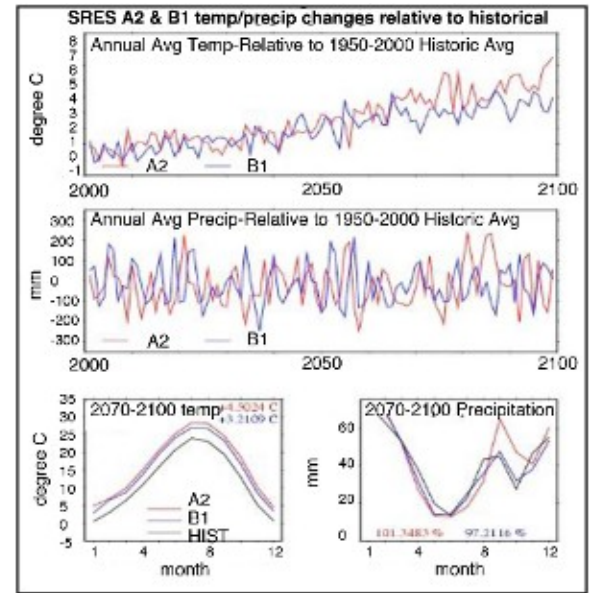 SRES A2 & B1 temp/precip changes relative to historical
Annual Avg Temp-Relative to 1950-2000 Historic Avg
degree C
8
7
6
5
4
3
2
1
0
-1
A2
B1
2000
2050
2100
Annual Avg Precip-Relative to 1950-2000 Historic Avg
mm
300
200
100
0
-100
-200
-300
A2
B1
2000
2050
2100
2070-2100 temp
+4.5024 C
+3.2109 C
degree C
35
30
25
20
15
10
5
0
-5
A2
B1
HIST
1
4
8
12
month
2070-2100 Precipitation
mm
60
40
20
0
101.3483 %
97.2116 %
1
4
8
12
month